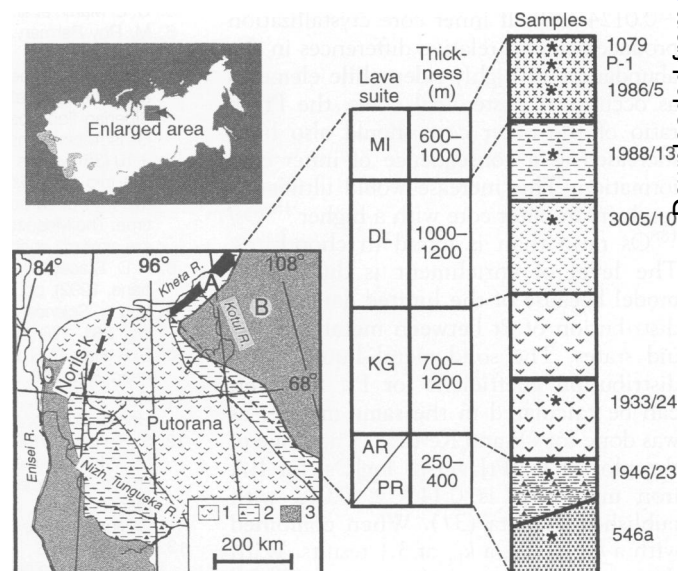 Samples
Enlarged area
Lava
suite
Thick-
ness
(m)
MI
600–
1000
DL
1000–
1200
KG
700–
1200
AR
PR
250–
400
1079
P-1
1986/5
1988/13
3005/10
1933/24
1946/23
546a
84°
96°
108°
68°
Kheta R.
A
B
Kotui R.
Noril's'k
Putorana
Enisei R.
Nizh. Tunguska R.
1
2
3
200 km